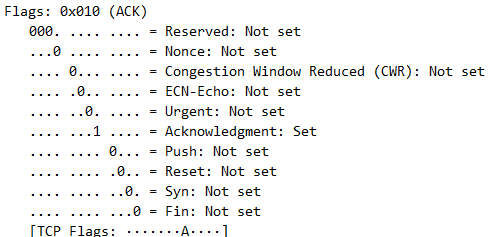 Flags: 0x010 (ACK)
000. .... .... = Reserved: Not set
...0 .... .... = Nonce: Not set
.... 0... .... = Congestion Window Reduced (CWR): Not set
.... .0.. .... = ECN-Echo: Not set
.... ..0. .... = Urgent: Not set
.... ...1 .... = Acknowledgment: Set
.... .... 0... = Push: Not set
.... .... .0.. = Reset: Not set
.... .... ..0. = Syn: Not set
.... .... ...0 = Fin: Not set
[TCP Flags: ·······A····]